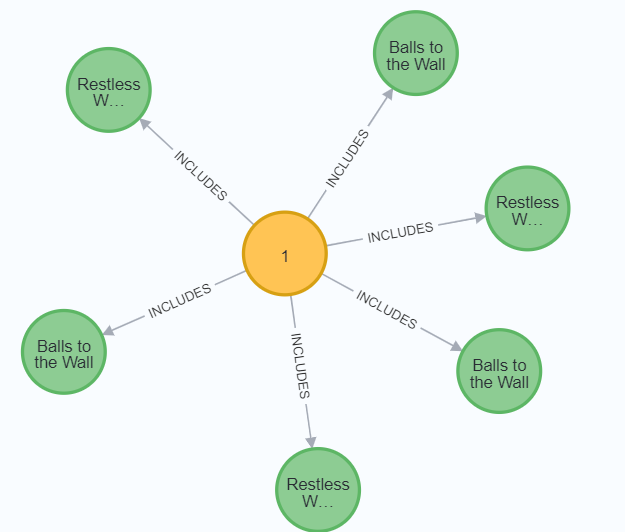 Balls to
the Wall
Restless
W...
INCLUDES
INCLUDES
Restless
W...
INCLUDES
1
INCLUDES
INCLUDES
Balls to
the Wall
INCLUDES
Balls to
the Wall
Restless
W...